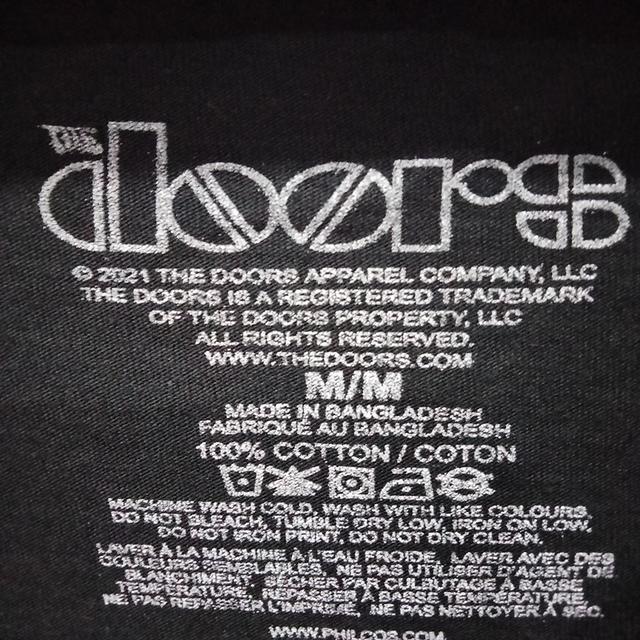 THE
doors
© 2021 THE DOORS APPAREL COMPANY, LLC
THE DOORS IS A REGISTERED TRADEMARK
OF THE DOORS PROPERTY, LLC
ALL RIGHTS RESERVED.
WWW.THEDOORS.COM
M/M
MADE IN BANGLADESH
FABRIQUÉ AU BANGLADESH
100% COTTON / COTON
MACHINE WASH COLD, WASH WITH LIKE COLOURS,
DO NOT BLEACH, TUMBLE DRY LOW, IRON ON LOW,
DO NOT IRON PRINT, DO NOT DRY CLEAN.
LAVER À LA MACHINE À L'EAU FROIDE, LAVER AVEC DES
COULEURS SEMBLABLES, NE PAS UTILISER D'AGENT DE
BLANCHIMENT, SÉCHER PAR CULBUTAGE À BASSE
TEMPÉRATURE, REPASSER À BASSE TEMPÉRATURE,
NE PAS REPASSER L'IMPRIMÉ, NE PAS NETTOYER À SEC.
WWW.PHILCOS.COM